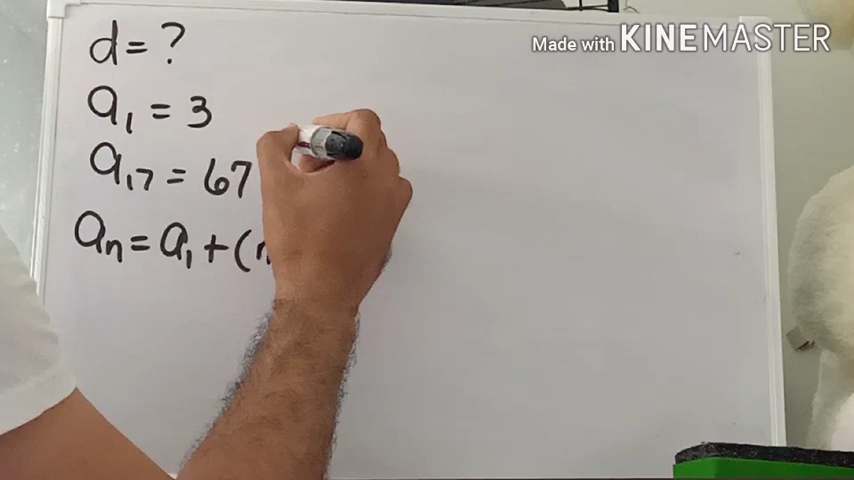 Made with KINEMASTER
d = ?
a₁ = 3
a₁₇ = 67
aₙ = a₁ + (n